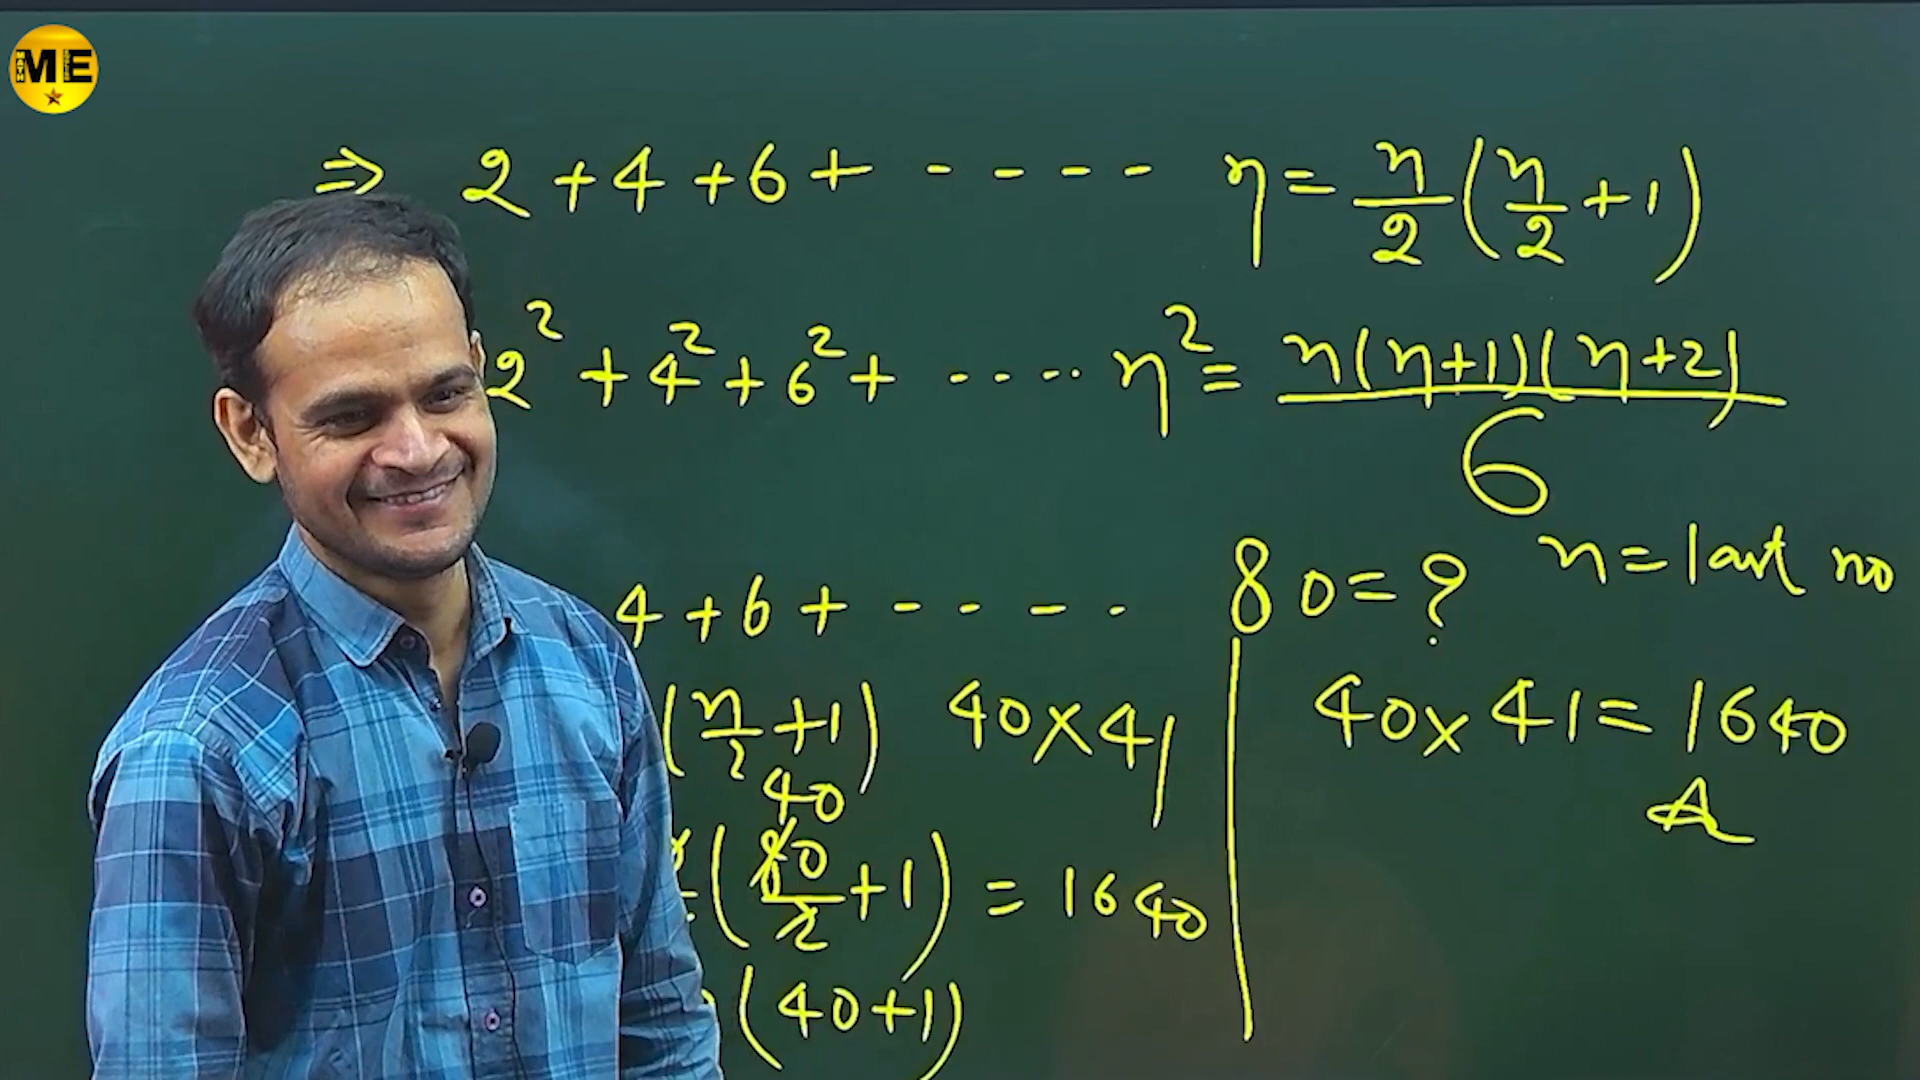 ME
⇒ 2 + 4 + 6 + - - - - n = n/2 (n/2 + 1)
2² + 4² + 6² + ..... n² = n(n+1)(n+2)/6
n = last no
4 + 6 + - - - - 80 = ?
(n/2 + 1) 40 × 41
40 × 41 = 1640
A
40
(80/2 + 1) = 1640
(40 + 1)